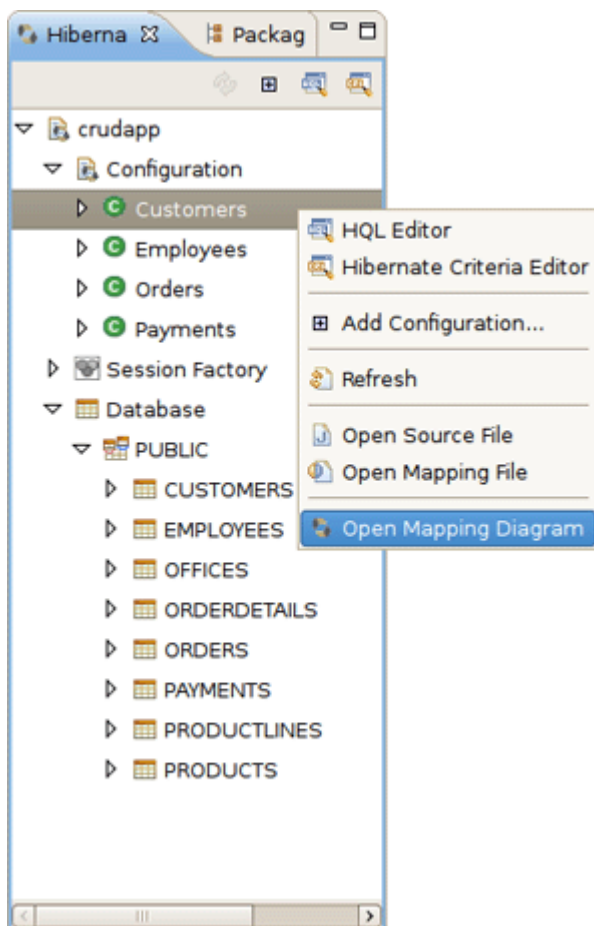 Hiberna
Packag
crudapp
Configuration
Customers
Employees
Orders
Payments
Session Factory
Database
PUBLIC
CUSTOMERS
EMPLOYEES
OFFICES
ORDERDETAILS
ORDERS
PAYMENTS
PRODUCTLINES
PRODUCTS
HQL Editor
Hibernate Criteria Editor
Add Configuration...
Refresh
Open Source File
Open Mapping File
Open Mapping Diagram